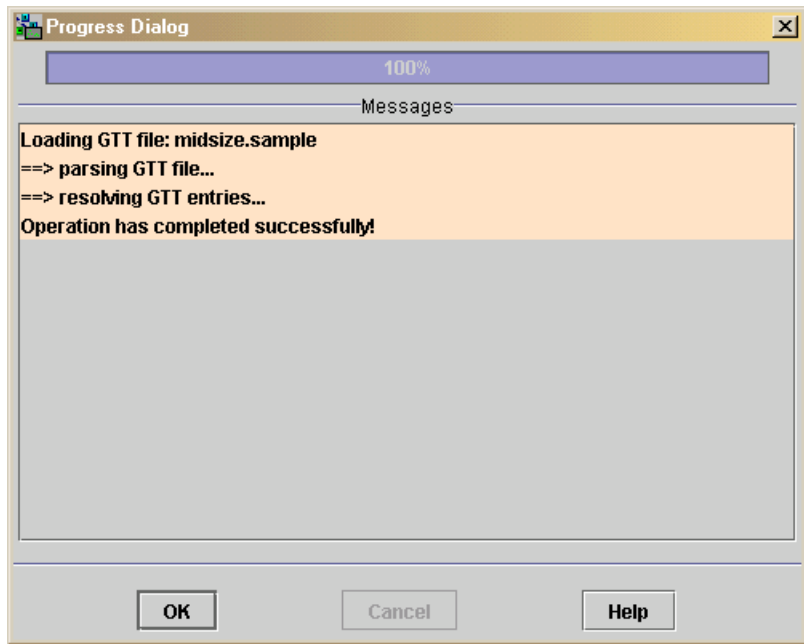 Progress Dialog
100%
Messages
Loading GTT file: midsize.sample
==> parsing GTT file...
==> resolving GTT entries...
Operation has completed successfully!
OK
Cancel
Help